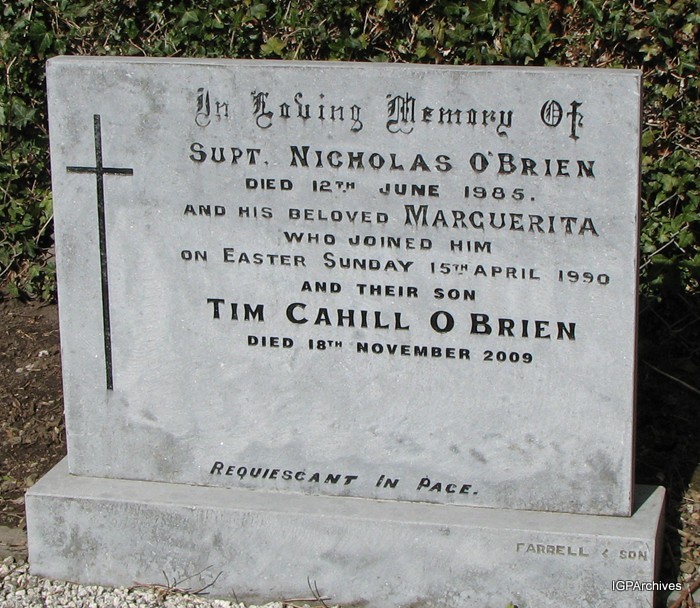 In Loving Memory Of
SUPT. NICHOLAS O'BRIEN
DIED 12TH JUNE 1985.
AND HIS BELOVED MARGUERITA
WHO JOINED HIM
ON EASTER SUNDAY 15TH APRIL 1990
AND THEIR SON
TIM CAHILL O BRIEN
DIED 18TH NOVEMBER 2009
REQUIESCANT IN PACE.
FARRELL & SON
IGPArchives